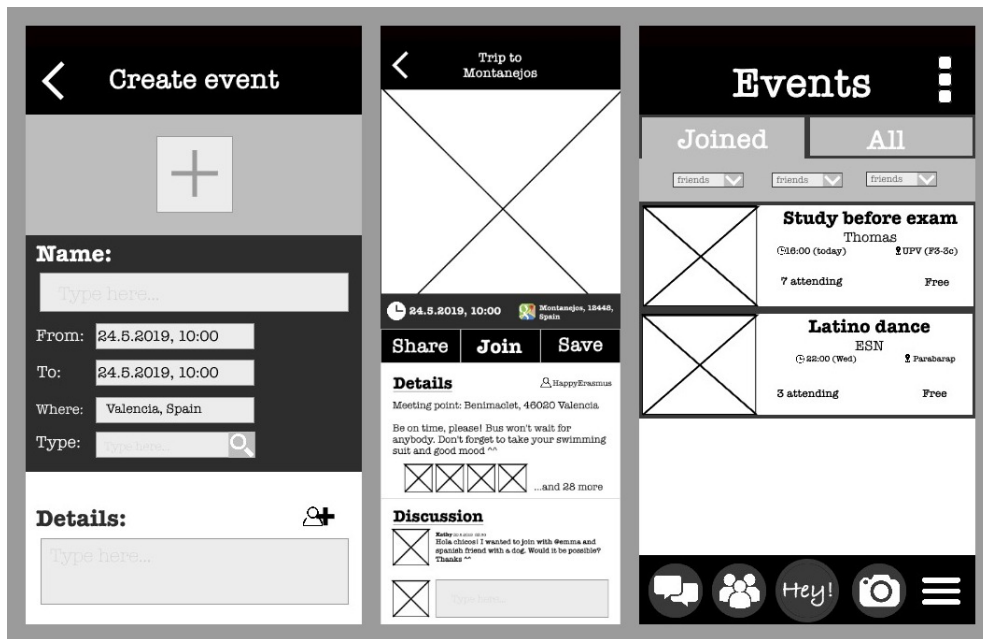 Create event
Name:
Type here...
From: 24.5.2019, 10:00
To: 24.5.2019, 10:00
Where: Valencia, Spain
Type: Type here...
Details:
Type here...
Trip to
Montanejos
24.5.2019, 10:00
Montanejos, 12448,
Spain
Share Join Save
Details HappyErasmus
Meeting point: Benimaclet, 46020 Valencia
Be on time, please! Bus won't wait for
anybody. Don't forget to take your swimming
suit and good mood ^^
...and 28 more
Discussion
Kathy
Hola chicos! I wanted to join with @emma and
spanish friend with a dog. Would it be possible?
Thanks ^^
Type here...
Events
Joined All
friends friends friends
Study before exam
Thomas
16:00 (today) UPV (F3-3c)
7 attending Free
Latino dance
ESN
22:00 (Wed) Parabarap
3 attending Free
Hey!